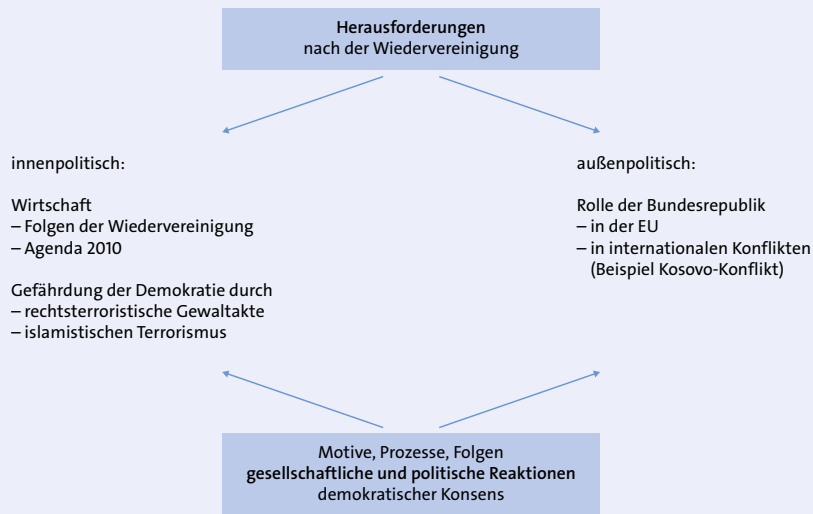 Herausforderungen
nach der Wiedervereinigung
innenpolitisch:
Wirtschaft
– Folgen der Wiedervereinigung
– Agenda 2010
Gefährdung der Demokratie durch
– rechtsterroristische Gewaltakte
– islamistischen Terrorismus
außenpolitisch:
Rolle der Bundesrepublik
– in der EU
– in internationalen Konflikten
(Beispiel Kosovo-Konflikt)
Motive, Prozesse, Folgen
gesellschaftliche und politische Reaktionen
demokratischer Konsens